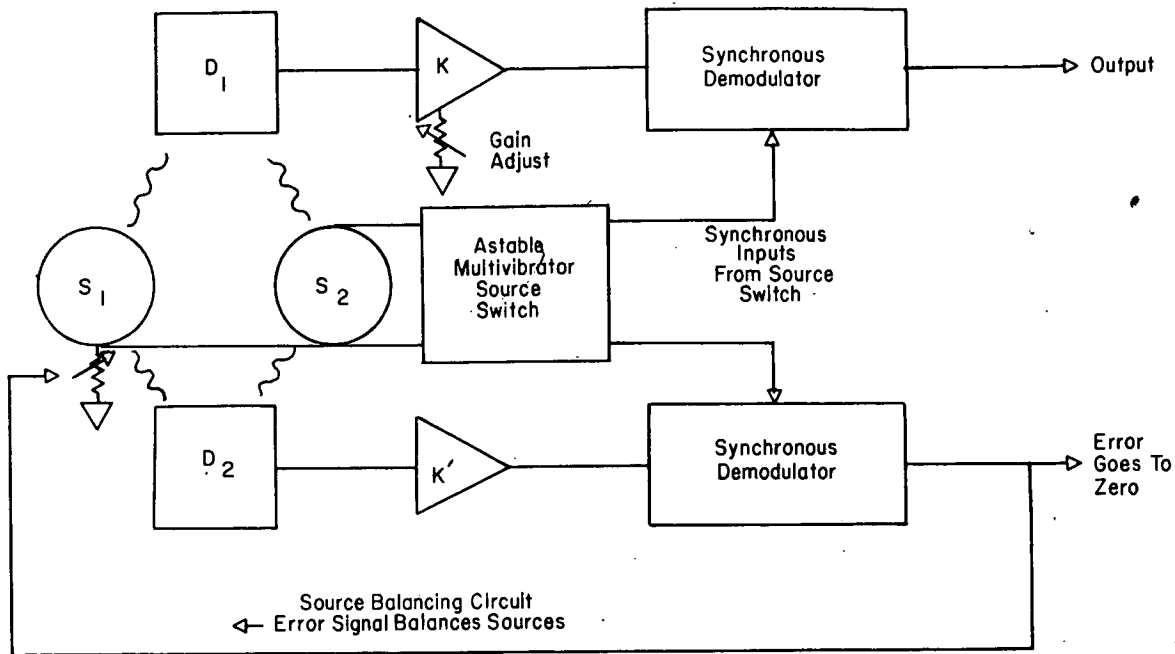 D1
K
Synchronous
Demodulator
Output
Gain
Adjust
S1
S2
Astable
Multivibrator
Source
Switch
Synchronous
Inputs
From Source
Switch
D2
K'
Synchronous
Demodulator
Error
Goes To
Zero
Source Balancing Circuit
Error Signal Balances Sources